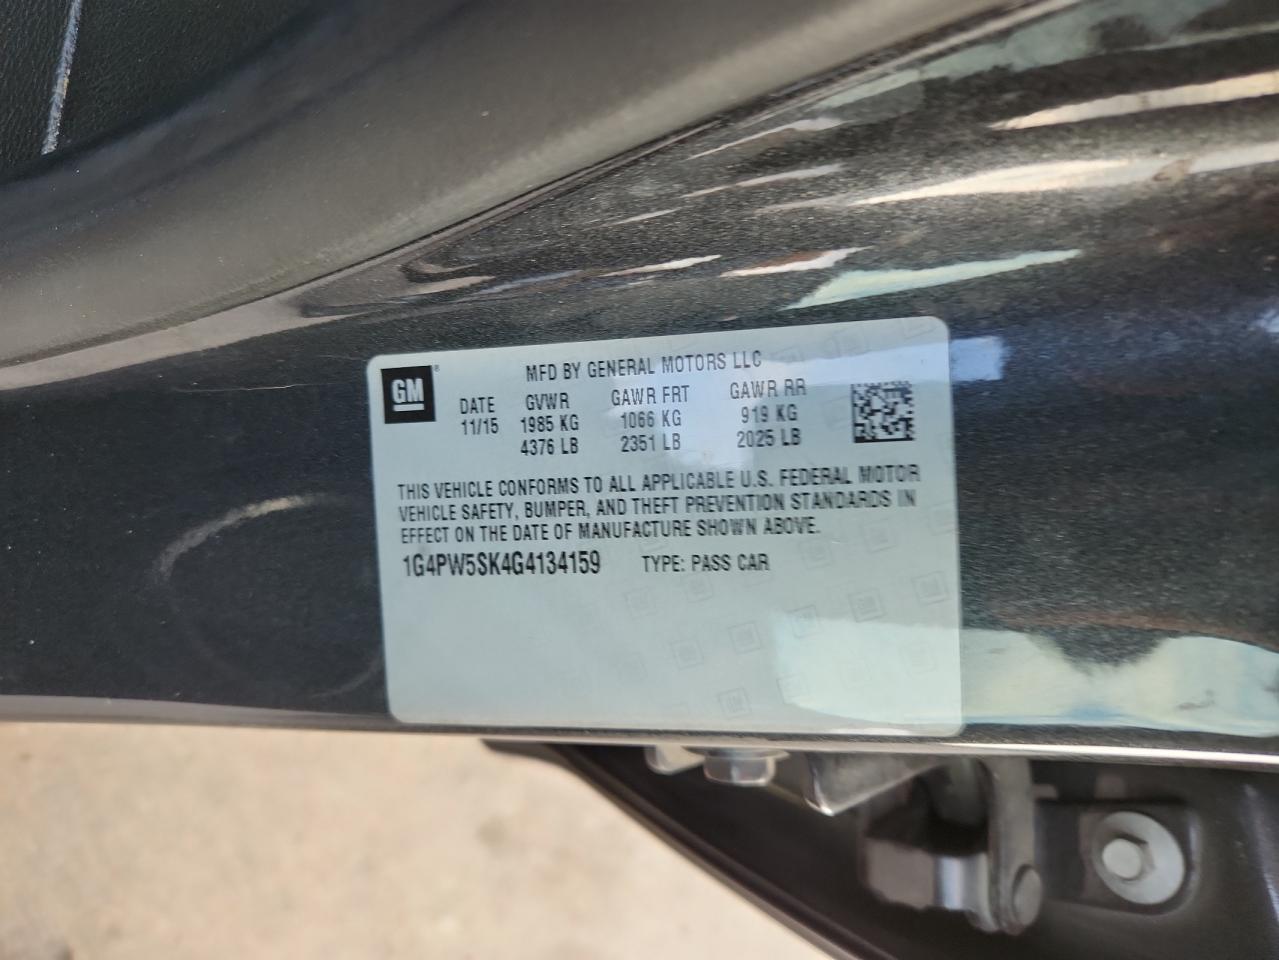 GM®
MFD BY GENERAL MOTORS LLC
DATE GVWR GAWR FRT GAWR RR
11/15 1985 KG 1066 KG 919 KG
4376 LB 2351 LB 2025 LB
THIS VEHICLE CONFORMS TO ALL APPLICABLE U.S. FEDERAL MOTOR
VEHICLE SAFETY, BUMPER, AND THEFT PREVENTION STANDARDS IN
EFFECT ON THE DATE OF MANUFACTURE SHOWN ABOVE.
1G4PW5SK4G4134159 TYPE: PASS CAR